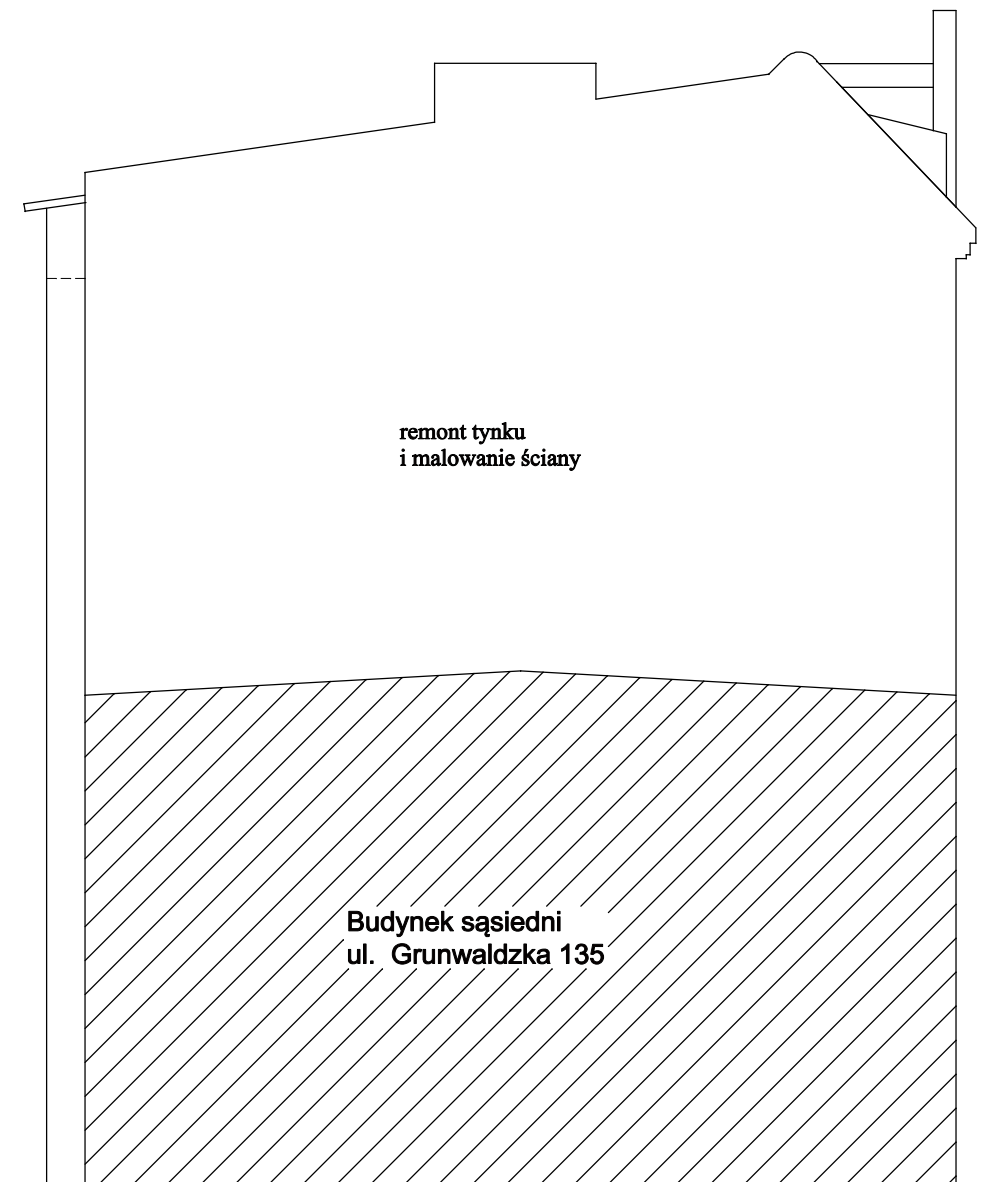 remont tynku
i malowanie ściany
Budynek sąsiedni
ul. Grunwaldzka 135